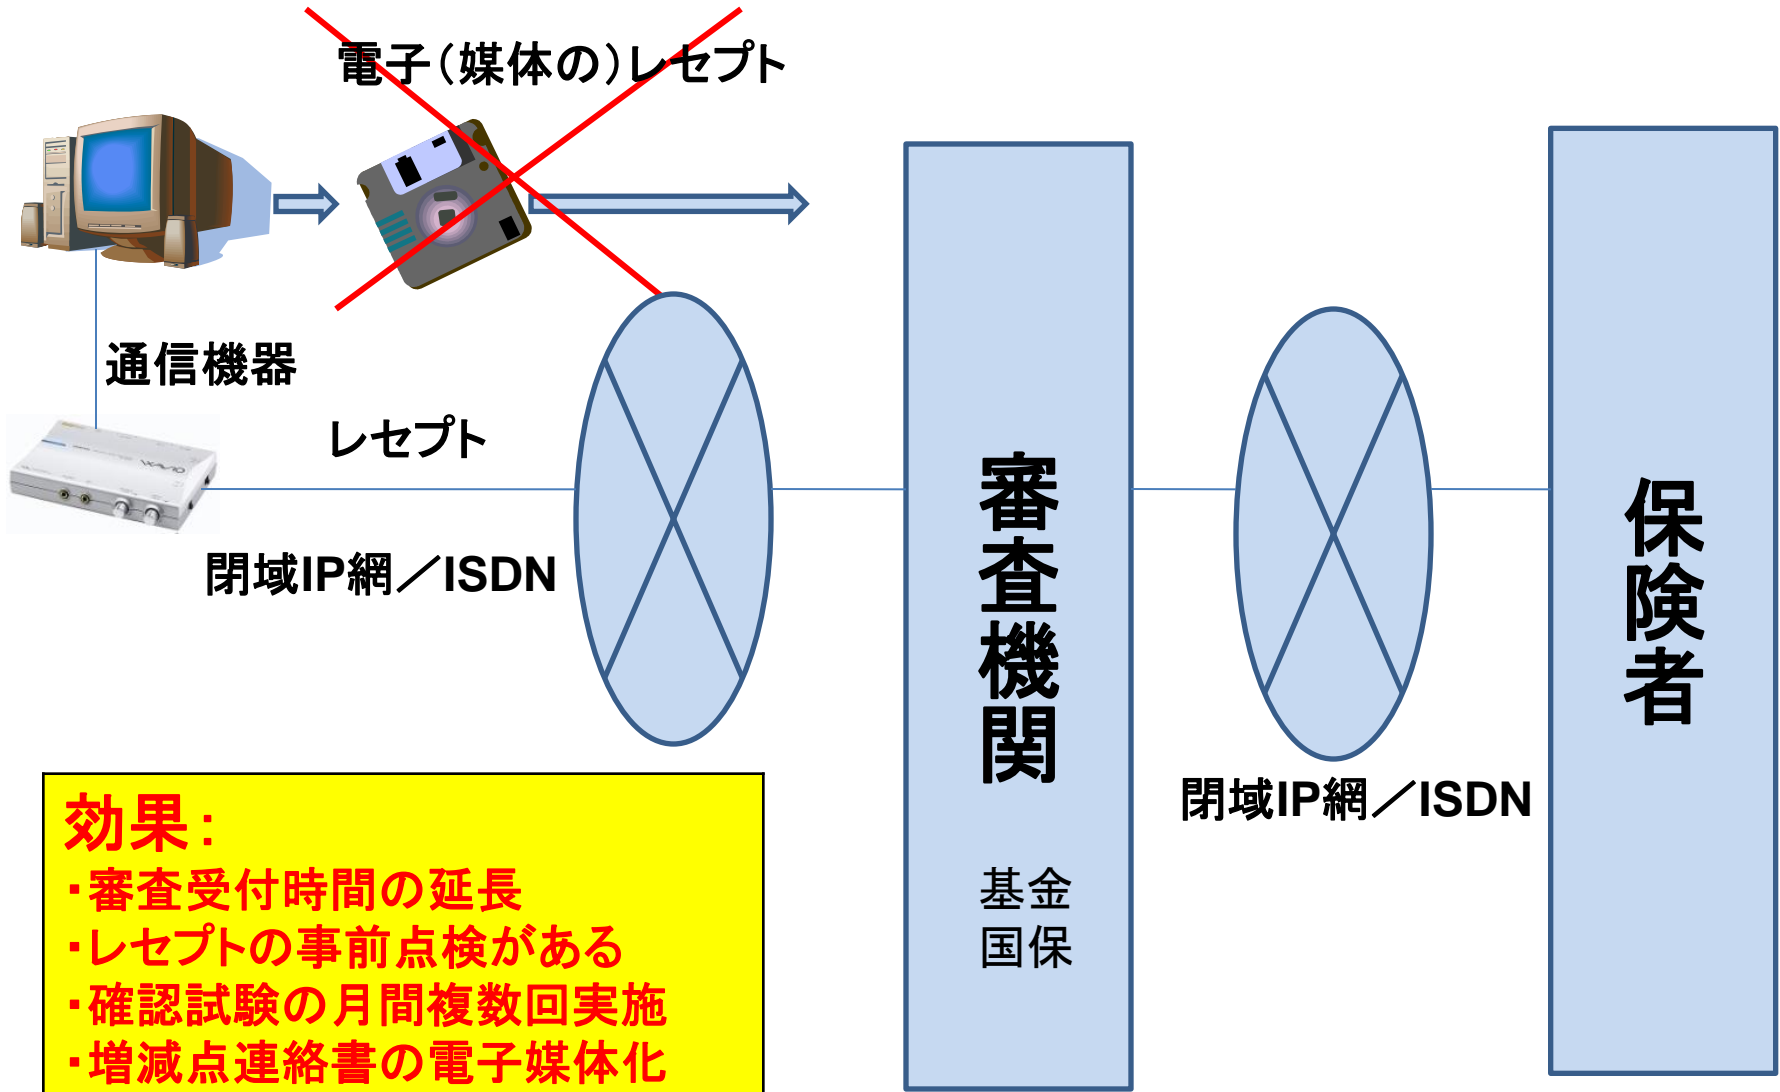 電子（媒体の）レセプト
通信機器
レセプト
閉域IP網／ISDN
審査機関
基金
国保
閉域IP網／ISDN
保険者
効果：
・審査受付時間の延長
・レセプトの事前点検がある
・確認試験の月間複数回実施
・増減点連絡書の電子媒体化